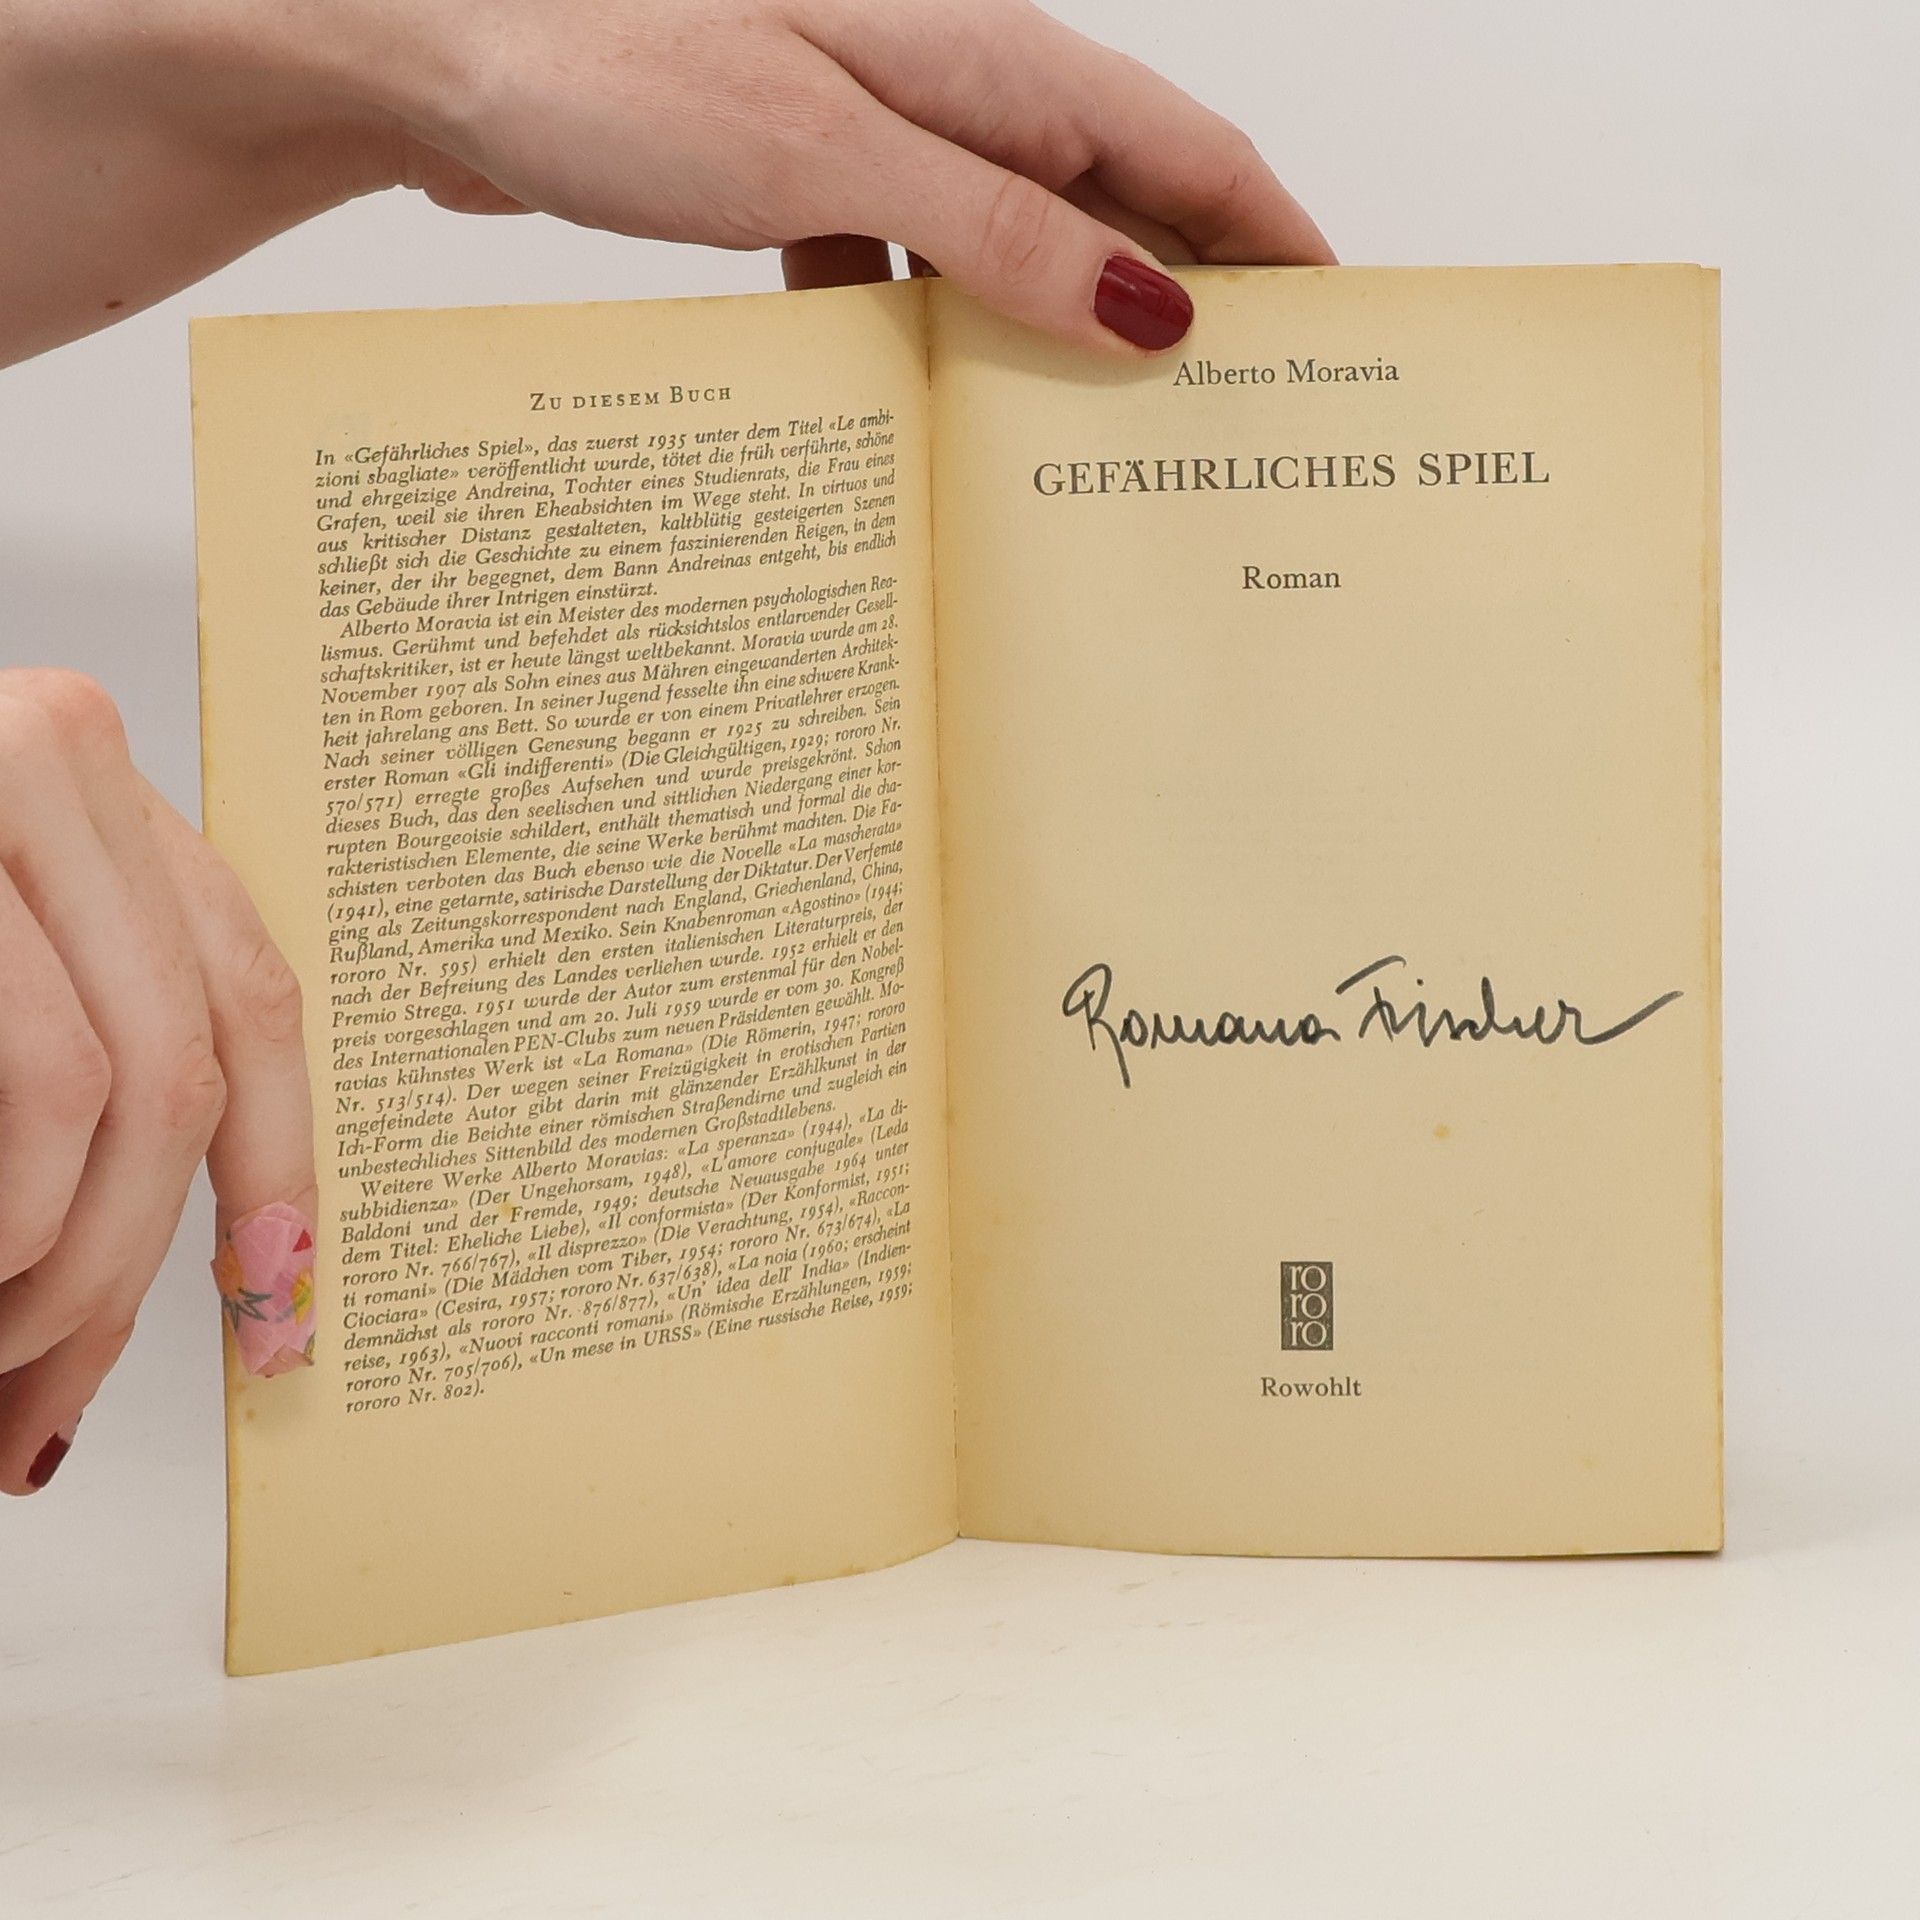 ZU DIESEM BUCH
In «Gefährliches Spiel», das zuerst 1935 unter dem Titel «Le ambi-
zioni sbagliate» veröffentlicht wurde, tötet die früh verführte, schöne
und ehrgeizige Andreina, Tochter eines Studienrats, die Frau eines
Grafen, weil sie ihren Eheabsichten im Wege steht. In virtuos und
aus kritischer Distanz gestalteten, kaltblütig gesteigerten Szenen
schließt sich die Geschichte zu einem faszinierenden Reigen, in dem
keiner, der ihr begegnet, dem Bann Andreinas entgeht, bis endlich
das Gebäude ihrer Intrigen einstürzt.
Alberto Moravia ist ein Meister des modernen psychologischen Rea-
lismus. Gerühmt und befehdet als rücksichtslos entlarvender Gesell-
schaftskritiker, ist er heute längst weltbekannt. Moravia wurde am 28.
November 1907 als Sohn eines aus Mähren eingewanderten Architek-
ten in Rom geboren. In seiner Jugend fesselte ihn eine schwere Krank-
heit jahrelang ans Bett. So wurde er von einem Privatlehrer erzogen.
Nach seiner völligen Genesung begann er 1925 zu schreiben. Sein
erster Roman «Gli indifferenti» (Die Gleichgültigen, 1929; rororo Nr.
570/571) erregte großes Aufsehen und wurde preisgekrönt. Schon
dieses Buch, das den seelischen und sittlichen Niedergang einer kor-
rupten Bourgeoisie schildert, enthält thematisch und formal die cha-
rakteristischen Elemente, die seine Werke berühmt machten. Die Fa-
schisten verboten das Buch ebenso wie die Novelle «La mascherata»
(1941), eine getarnte, satirische Darstellung der Diktatur. Der Verfemte
ging als Zeitungskorrespondent nach England, Griechenland, China,
Rußland, Amerika und Mexiko. Sein Knabenroman «Agostino» (1944;
rororo Nr. 595) erhielt den ersten italienischen Literaturpreis, der
nach der Befreiung des Landes verliehen wurde. 1952 erhielt er den
Premio Strega. 1951 wurde der Autor zum erstenmal für den Nobel-
preis vorgeschlagen und am 20. Juli 1959 wurde er vom 30. Kongreß
des Internationalen PEN-Clubs zum neuen Präsidenten gewählt. Mo-
ravias kühnstes Werk ist «La Romana» (Die Römerin, 1947; rororo
Nr. 513/514). Der wegen seiner Freizügigkeit in erotischen Partien
angefeindete Autor gibt darin mit glänzender Erzählkunst in der
Ich-Form die Beichte einer römischen Straßendirne und zugleich ein
unbestechliches Sittenbild des modernen Großstadtlebens.
Weitere Werke Alberto Moravias: «La speranza» (1944), «La di-
subbidienza» (Der Ungehorsam, 1948), «L'amore conjugale» (Leda
Baldoni und der Fremde, 1949; deutsche Neuausgabe 1964 unter
dem Titel: Eheliche Liebe), «Il conformista» (Der Konformist, 1951;
rororo Nr. 766/767), «Il disprezzo» (Die Verachtung, 1954), «Raccon-
ti romani» (Die Mädchen vom Tiber, 1954; rororo Nr. 673/674), «La
Ciociara» (Cesira, 1957; rororo Nr. 637/638), «La noia (1960; erscheint
demnächst als rororo Nr. 876/877), «Un' idea dell' India» (Indien-
reise, 1963), «Nuovi racconti romani» (Römische Erzählungen, 1959;
rororo Nr. 705/706), «Un mese in URSS» (Eine russische Reise, 1959;
rororo Nr. 802).
Alberto Moravia
GEFÄHRLICHES SPIEL
Roman
Romana Fischer
ro
ro
ro
Rowohlt